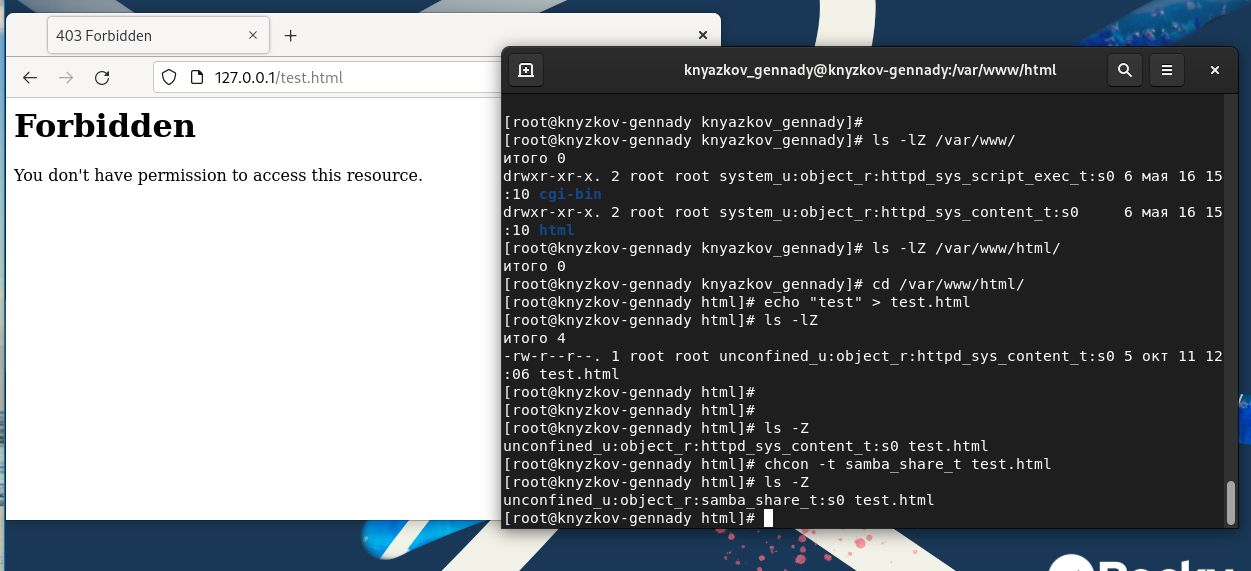 403 Forbidden
127.0.0.1/test.html
Forbidden
You don't have permission to access this resource.
knyazkov_gennady@knyzkov-gennady:/var/www/html
[root@knyzkov-gennady knyazkov_gennady]#
[root@knyzkov-gennady knyazkov_gennady]# ls -lZ /var/www/
итого 0
drwxr-xr-x. 2 root root system_u:object_r:httpd_sys_script_exec_t:s0 6 мая 16 15
:10 cgi-bin
drwxr-xr-x. 2 root root system_u:object_r:httpd_sys_content_t:s0     6 мая 16 15
:10 html
[root@knyzkov-gennady knyazkov_gennady]# ls -lZ /var/www/html/
итого 0
[root@knyzkov-gennady knyazkov_gennady]# cd /var/www/html/
[root@knyzkov-gennady html]# echo "test" > test.html
[root@knyzkov-gennady html]# ls -lZ
итого 4
-rw-r--r--. 1 root root unconfined_u:object_r:httpd_sys_content_t:s0 5 окт 11 12
:06 test.html
[root@knyzkov-gennady html]#
[root@knyzkov-gennady html]#
[root@knyzkov-gennady html]# ls -Z
unconfined_u:object_r:httpd_sys_content_t:s0 test.html
[root@knyzkov-gennady html]# chcon -t samba_share_t test.html
[root@knyzkov-gennady html]# ls -Z
unconfined_u:object_r:samba_share_t:s0 test.html
[root@knyzkov-gennady html]#
Rocky